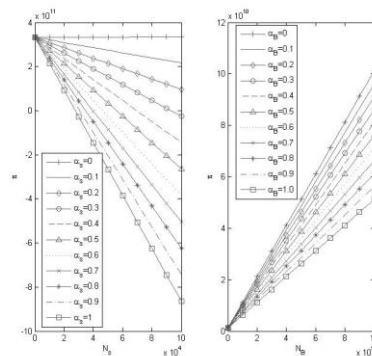 x 10^11
4
2
0
-2
-4
-6
-8
-10
π
α_s=0
α_s=0.1
α_s=0.2
α_s=0.3
α_s=0.4
α_s=0.5
α_s=0.6
α_s=0.7
α_s=0.8
α_s=0.9
α_s=1
0 2 4 6 8 10
N_s
x 10^4
12
10
8
6
4
2
0
π
α_B=0
α_B=0.1
α_B=0.2
α_B=0.3
α_B=0.4
α_B=0.5
α_B=0.6
α_B=0.7
α_B=0.8
α_B=0.9
α_B=1.0
0 2 4 6 8 10
N_B
x 10^4